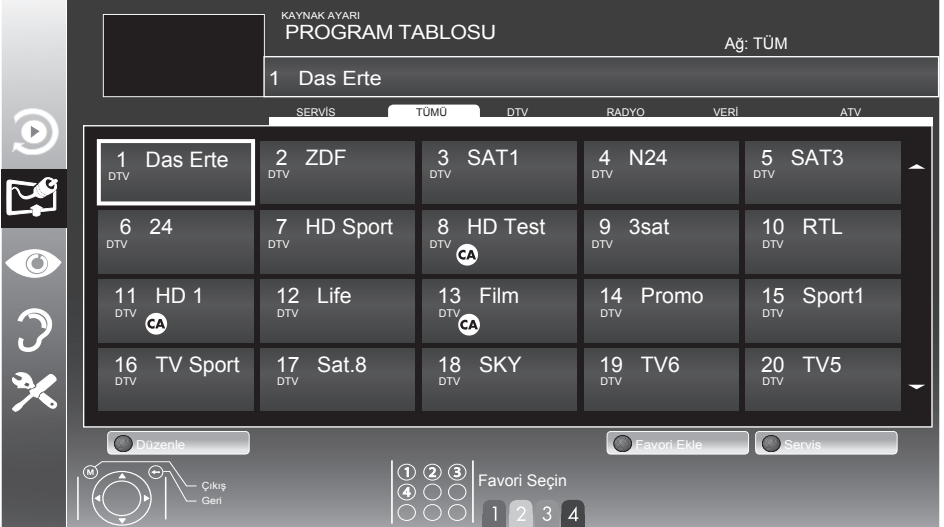 KAYNAK AYARI
PROGRAM TABLOSU
Ağ: TÜM
1 Das Erte
SERVİS TÜMÜ DTV RADYO VERİ ATV
1 Das Erte 2 ZDF 3 SAT1 4 N24 5 SAT3
DTV DTV DTV DTV DTV
6 24 7 HD Sport 8 HD Test 9 3sat 10 RTL
DTV DTV DTV DTV DTV
CA
11 HD 1 12 Life 13 Film 14 Promo 15 Sport1
DTV DTV DTV DTV DTV
CA CA
16 TV Sport 17 Sat.8 18 SKY 19 TV6 20 TV5
DTV DTV DTV DTV DTV
Düzenle Favori Ekle Servis
M
Çıkış
Geri
1 2 3
4
Favori Seçin
1 2 3 4